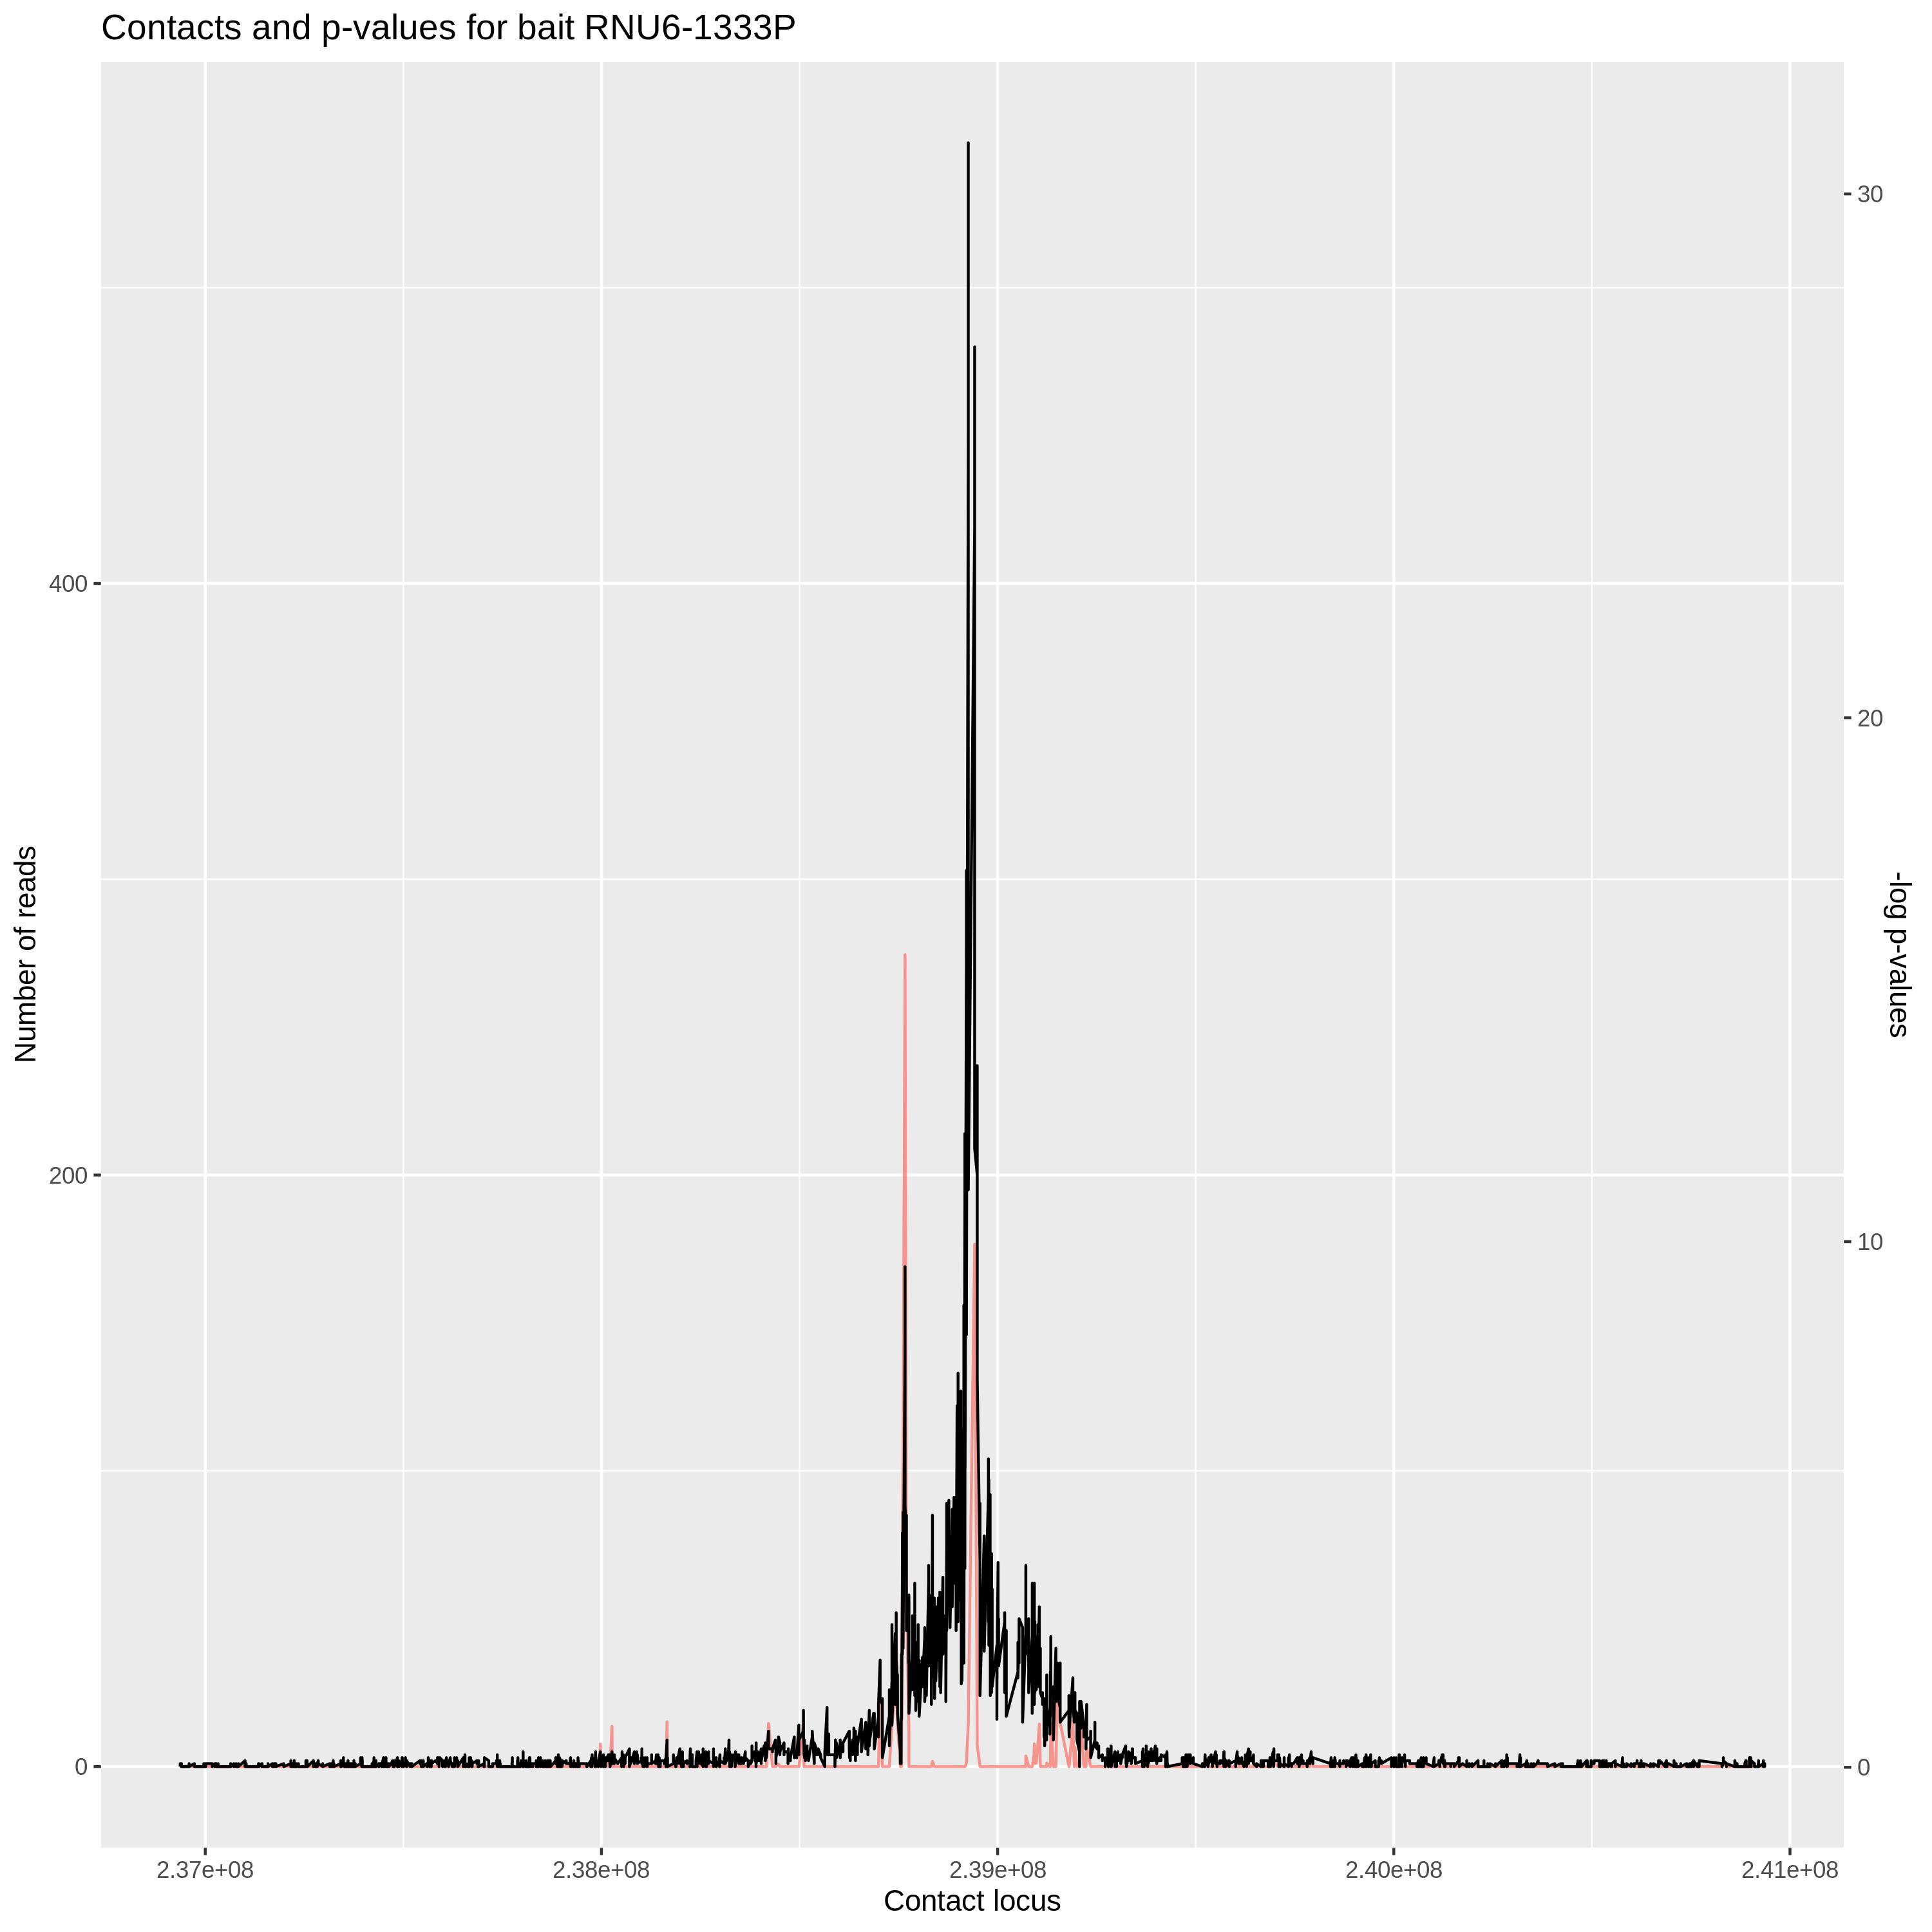 Contacts and p-values for bait RNU6-1333P
Number of reads
400
200
0
30
20
10
0
-log p-values
2.37e+08
2.38e+08
2.39e+08
2.40e+08
2.41e+08
Contact locus